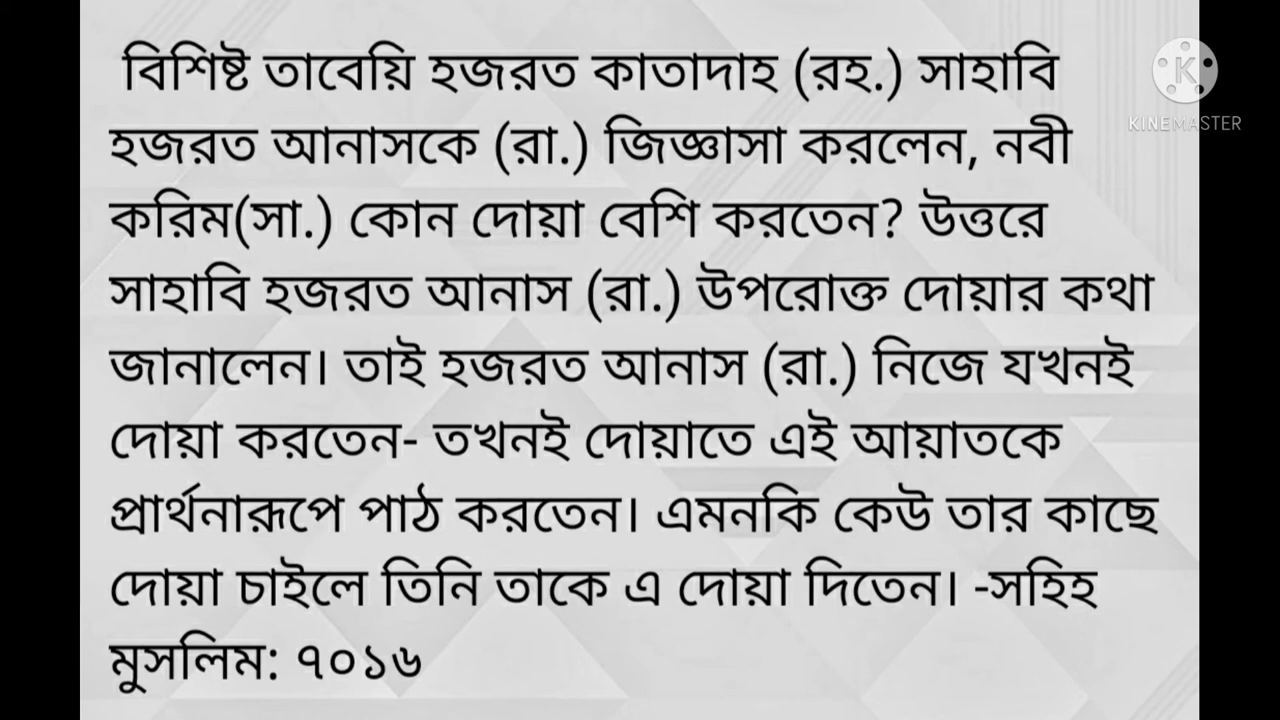 বিশিষ্ট তাবেয়ি হজরত কাতাদাহ (রহ.) সাহাবি
হজরত আনাসকে (রা.) জিজ্ঞাসা করলেন, নবী
করিম(সা.) কোন দোয়া বেশি করতেন? উত্তরে
সাহাবি হজরত আনাস (রা.) উপরোক্ত দোয়ার কথা
জানালেন। তাই হজরত আনাস (রা.) নিজে যখনই
দোয়া করতেন- তখনই দোয়াতে এই আয়াতকে
প্রার্থনারূপে পাঠ করতেন। এমনকি কেউ তার কাছে
দোয়া চাইলে তিনি তাকে এ দোয়া দিতেন। -সহিহ
মুসলিম: ৭০১৬
K
KINEMASTER